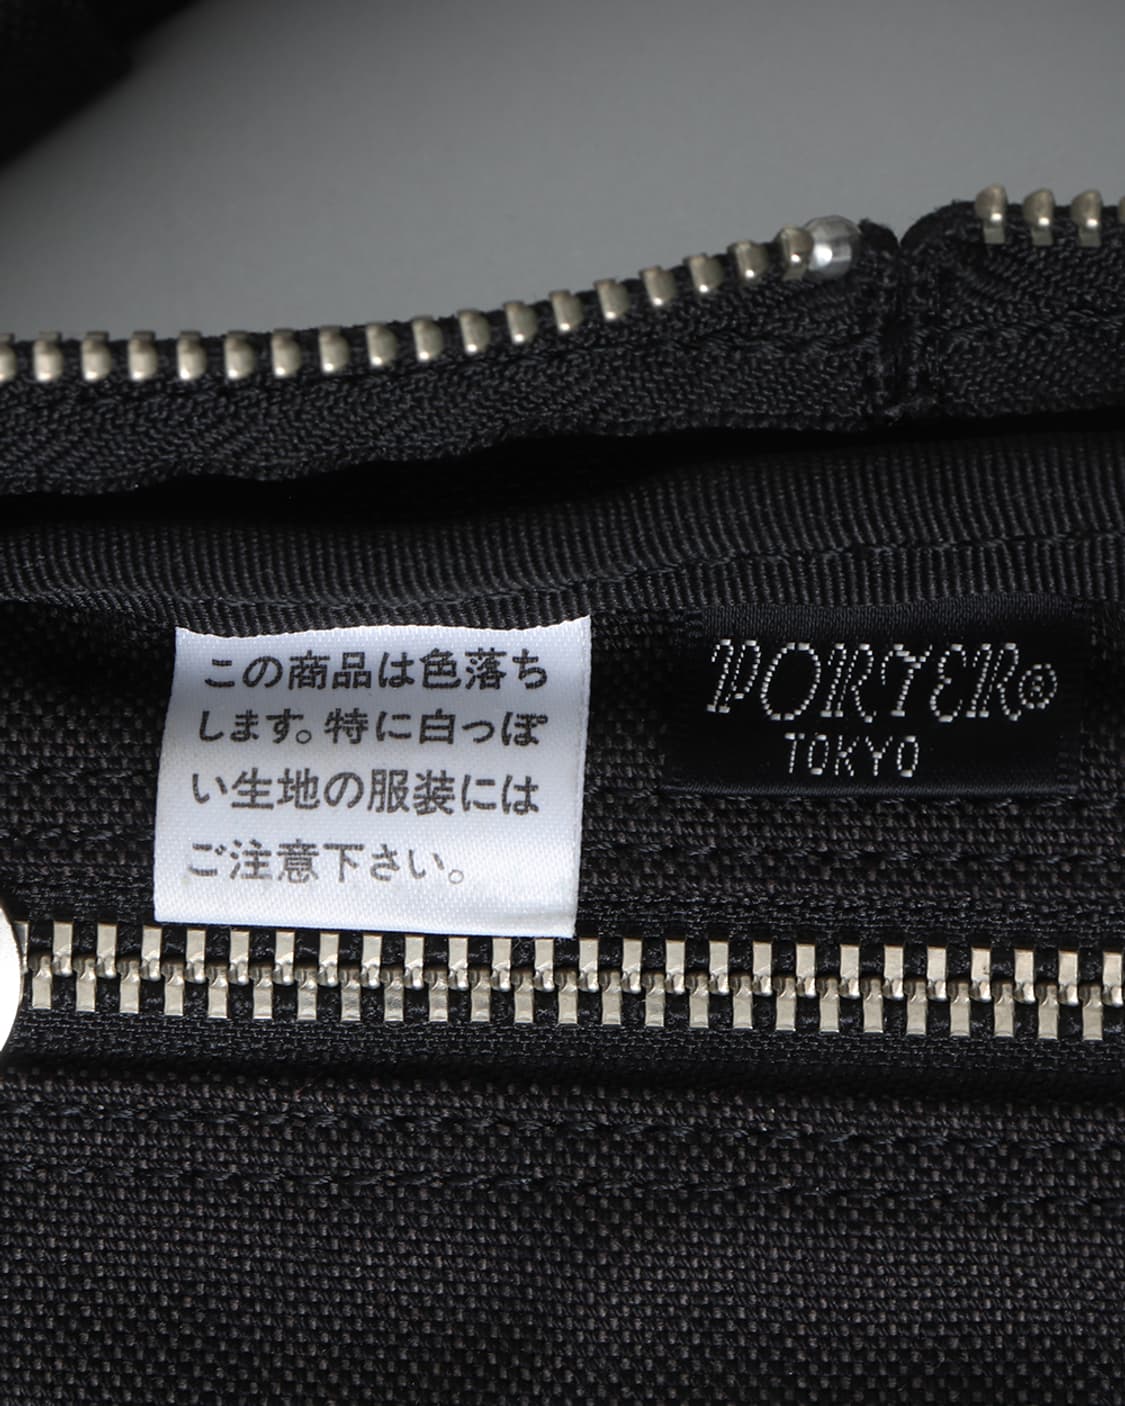 この商品は色落ち
します。特に白っぽ
い生地の服装には
ご注意下さい。
PORTER®
TOKYO